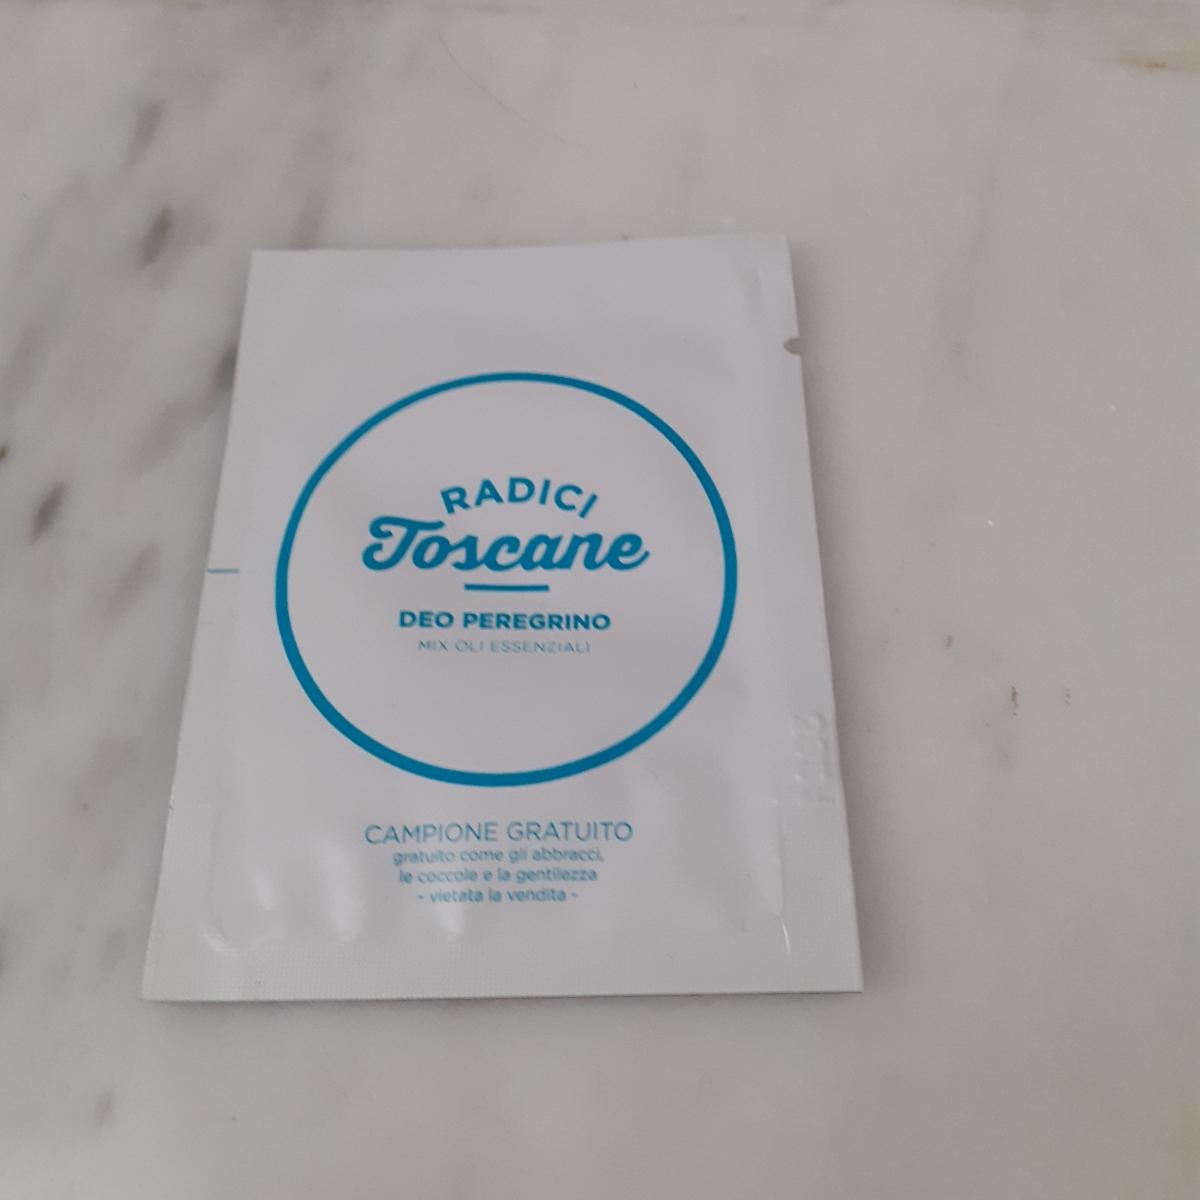 RADICI
Toscane
DEO PEREGRINO
MIX OLI ESSENZIALI
CAMPIONE GRATUITO
gratuito come gli abbracci,
le coccole e la gentilezza
- vietata la vendita -